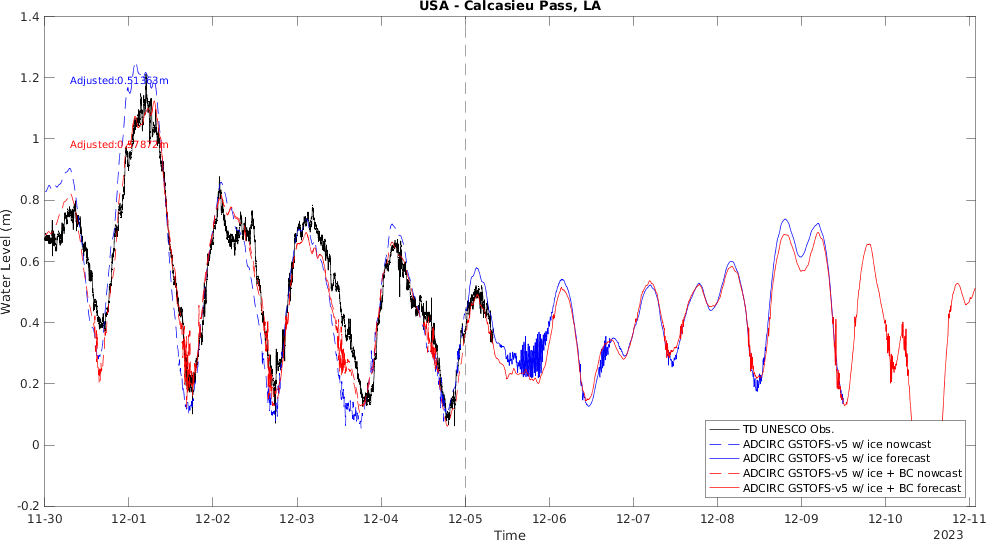 USA - Calcasieu Pass, LA
1.4
1.2
1
0.8
0.6
0.4
0.2
0
-0.2
Water Level (m)
Adjusted:0.51363m
Adjusted:0.47872m
TD UNESCO Obs.
ADCIRC GSTOFS-v5 w/ ice nowcast
ADCIRC GSTOFS-v5 w/ ice forecast
ADCIRC GSTOFS-v5 w/ ice + BC nowcast
ADCIRC GSTOFS-v5 w/ ice + BC forecast
11-30 12-01 12-02 12-03 12-04 12-05 12-06 12-07 12-08 12-09 12-10 12-11
Time
2023